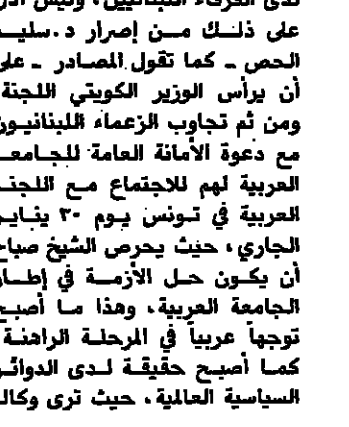 لدى الفرقاء اللبنانيين، وليس أدل
على ذلك من إصرار د.سليم
الحص ـ كما تقول المصادر ـ على
أن يرأس الوزير الكويتي اللجنة
ومن ثم تجاوب الزعماء اللبنانيون
مع دعوة الأمانة العامة للجامعة
العربية لهم للاجتماع مع اللجنة
العربية في تونس يوم ٣٠ يناير
الجاري، حيث يحرص الشيخ صباح
أن يكون حل الأزمة في إطار
الجامعة العربية، وهذا ما أصبح
توجهاً عربياً في المرحلة الراهنة
كما أصبح حقيقة لدى الدوائر
السياسية العالمية، حيث ترى وكالة